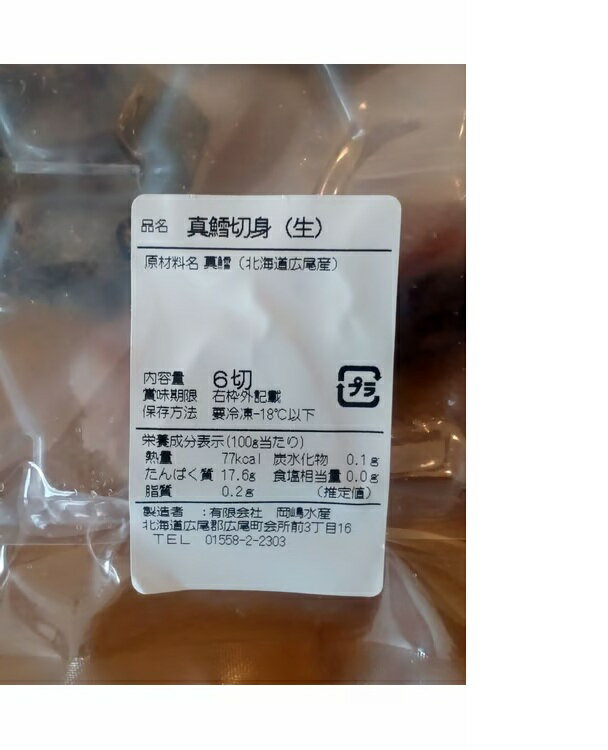 品名 真鱈切身（生）
原材料名 真鱈（北海道広尾産）
内容量 6切
賞味期限 右枠外記載
保存方法 要冷凍-18℃以下
プラ
栄養成分表示(100g当たり)
熱量 77kcal 炭水化物 0.1g
たんぱく質 17.6g 食塩相当量 0.0g
脂質 0.2g （推定値）
製造者 :有限会社 岡嶋水産
北海道広尾郡広尾町会所前3丁目16
TEL 01558-2-2303